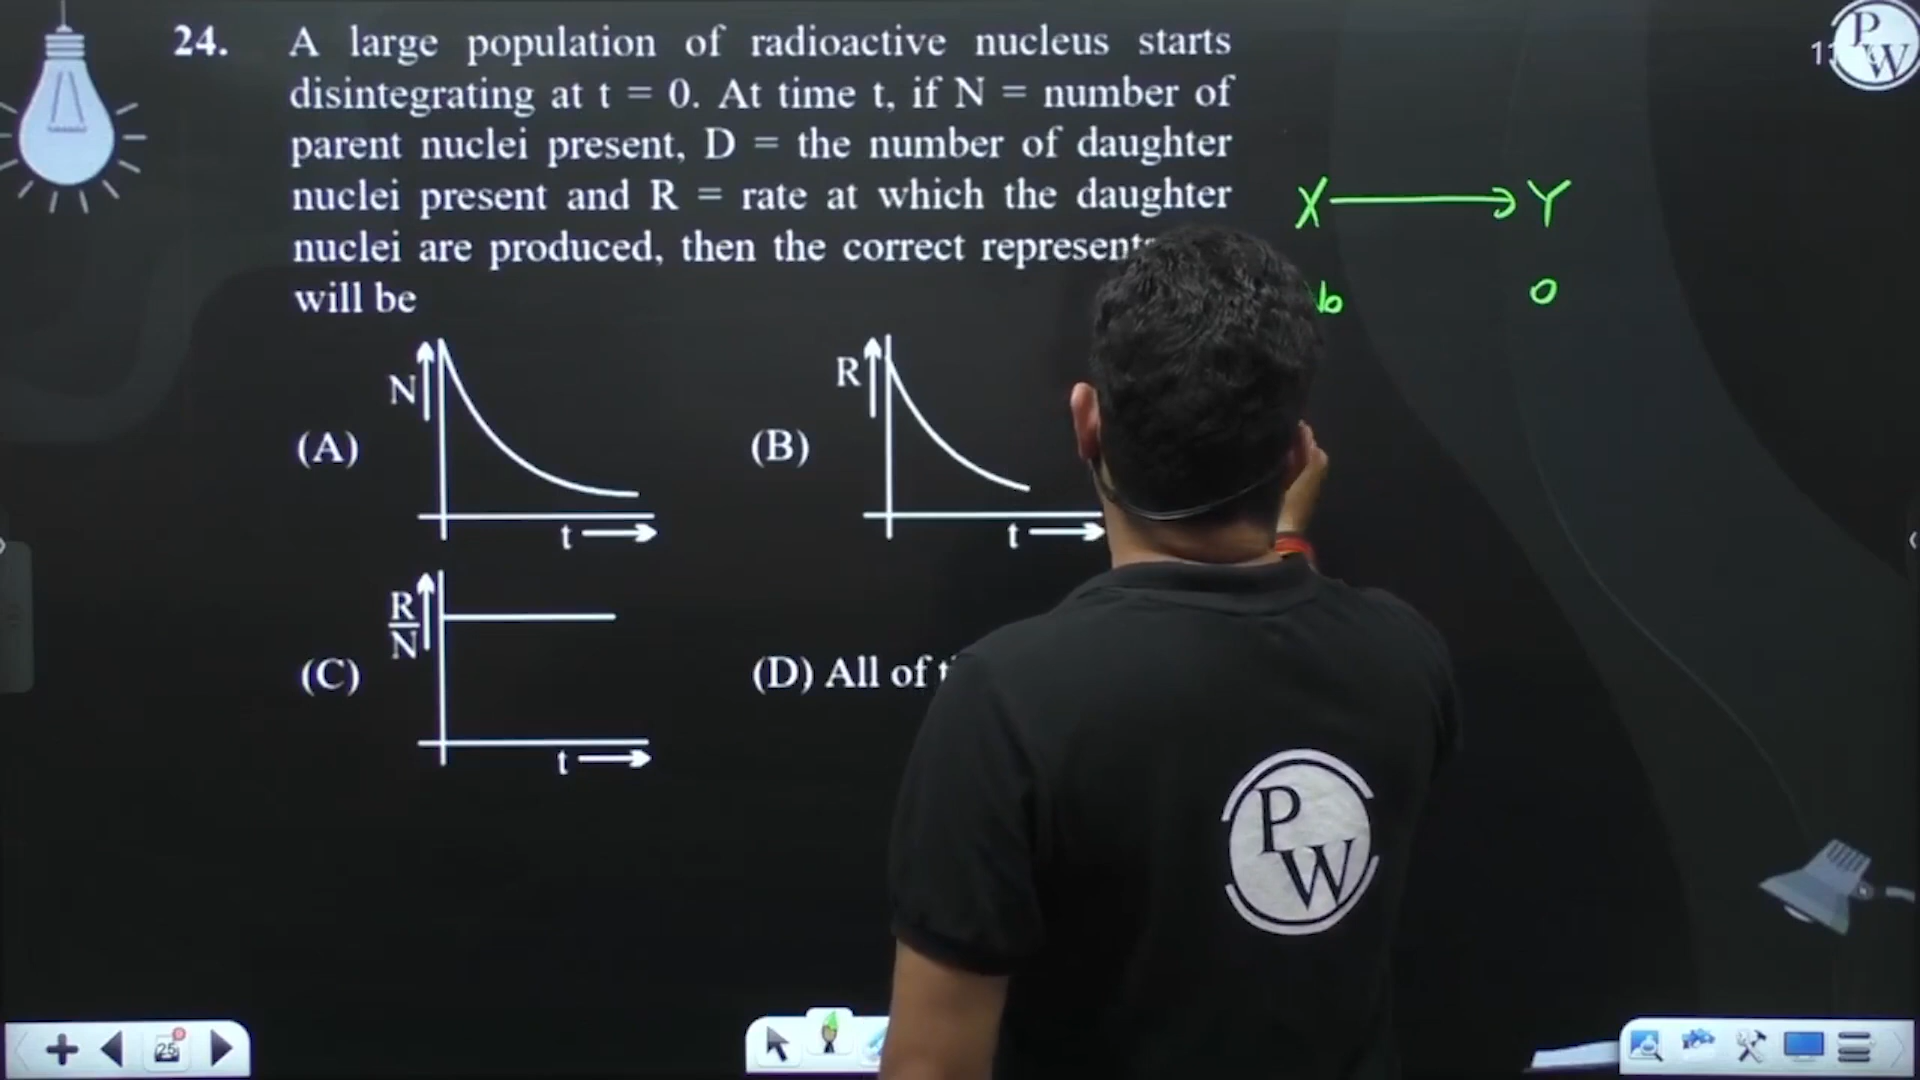 24. A large population of radioactive nucleus starts
disintegrating at t = 0. At time t, if N = number of
parent nuclei present, D = the number of daughter
nuclei present and R = rate at which the daughter
nuclei are produced, then the correct
will be
X → Y
0
(A) N t
(B) R t
(C) R/N t
(D) All of
PW
PW
25